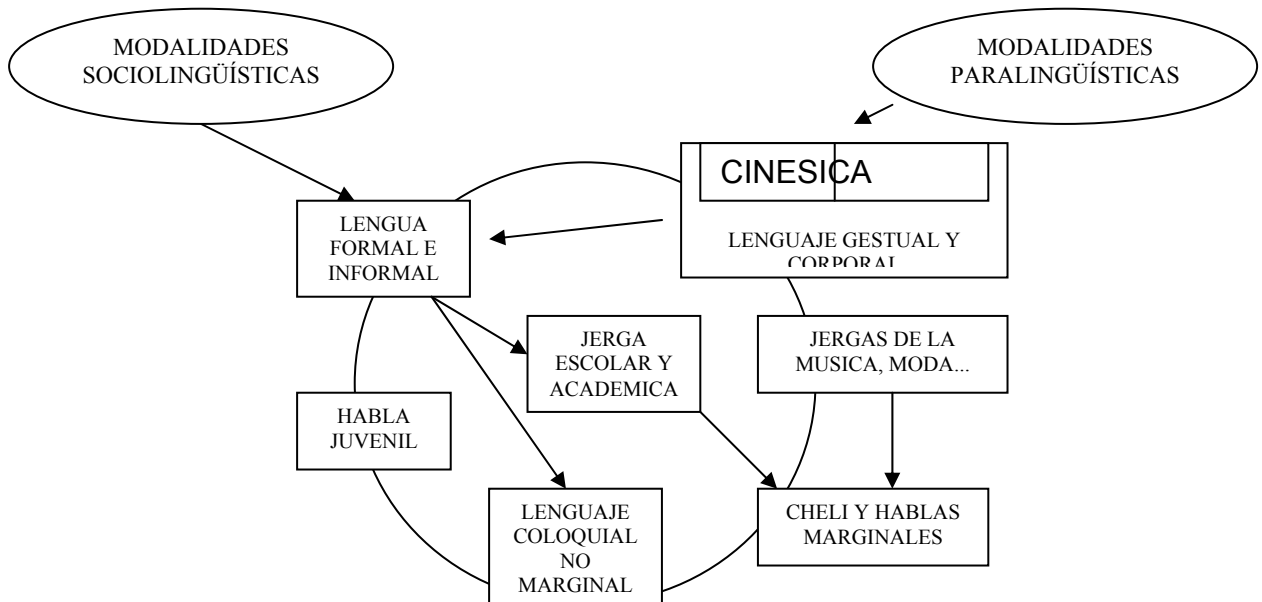 MODALIDADES
SOCIOLINGÜÍSTICAS
MODALIDADES
PARALINGÜÍSTICAS
CINESICA
LENGUAJE GESTUAL Y
CORPORAL
LENGUA
FORMAL E
INFORMAL
JERGA
ESCOLAR Y
ACADEMICA
JERGAS DE LA
MUSICA, MODA...
HABLA
JUVENIL
LENGUAJE
COLOQUIAL
NO
MARGINAL
CHELI Y HABLAS
MARGINALES